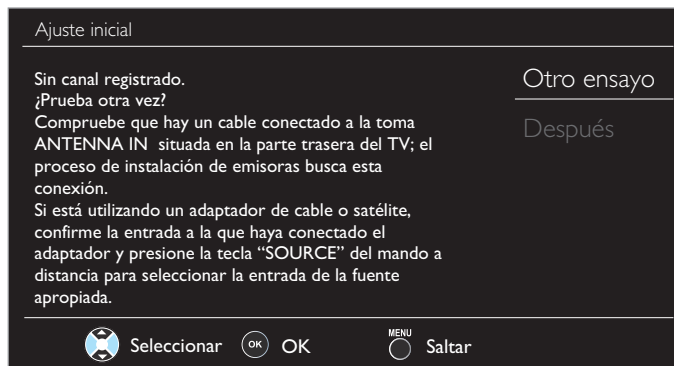 Ajuste inicial
Sin canal registrado.
¿Prueba otra vez?
Compruebe que hay un cable conectado a la toma
ANTENNA IN situada en la parte trasera del TV; el
proceso de instalación de emisoras busca esta
conexión.
Si está utilizando un adaptador de cable o satélite,
confirme la entrada a la que haya conectado el
adaptador y presione la tecla “SOURCE” del mando a
distancia para seleccionar la entrada de la fuente
apropiada.
Otro ensayo
Después
Seleccionar OK OK MENU Saltar